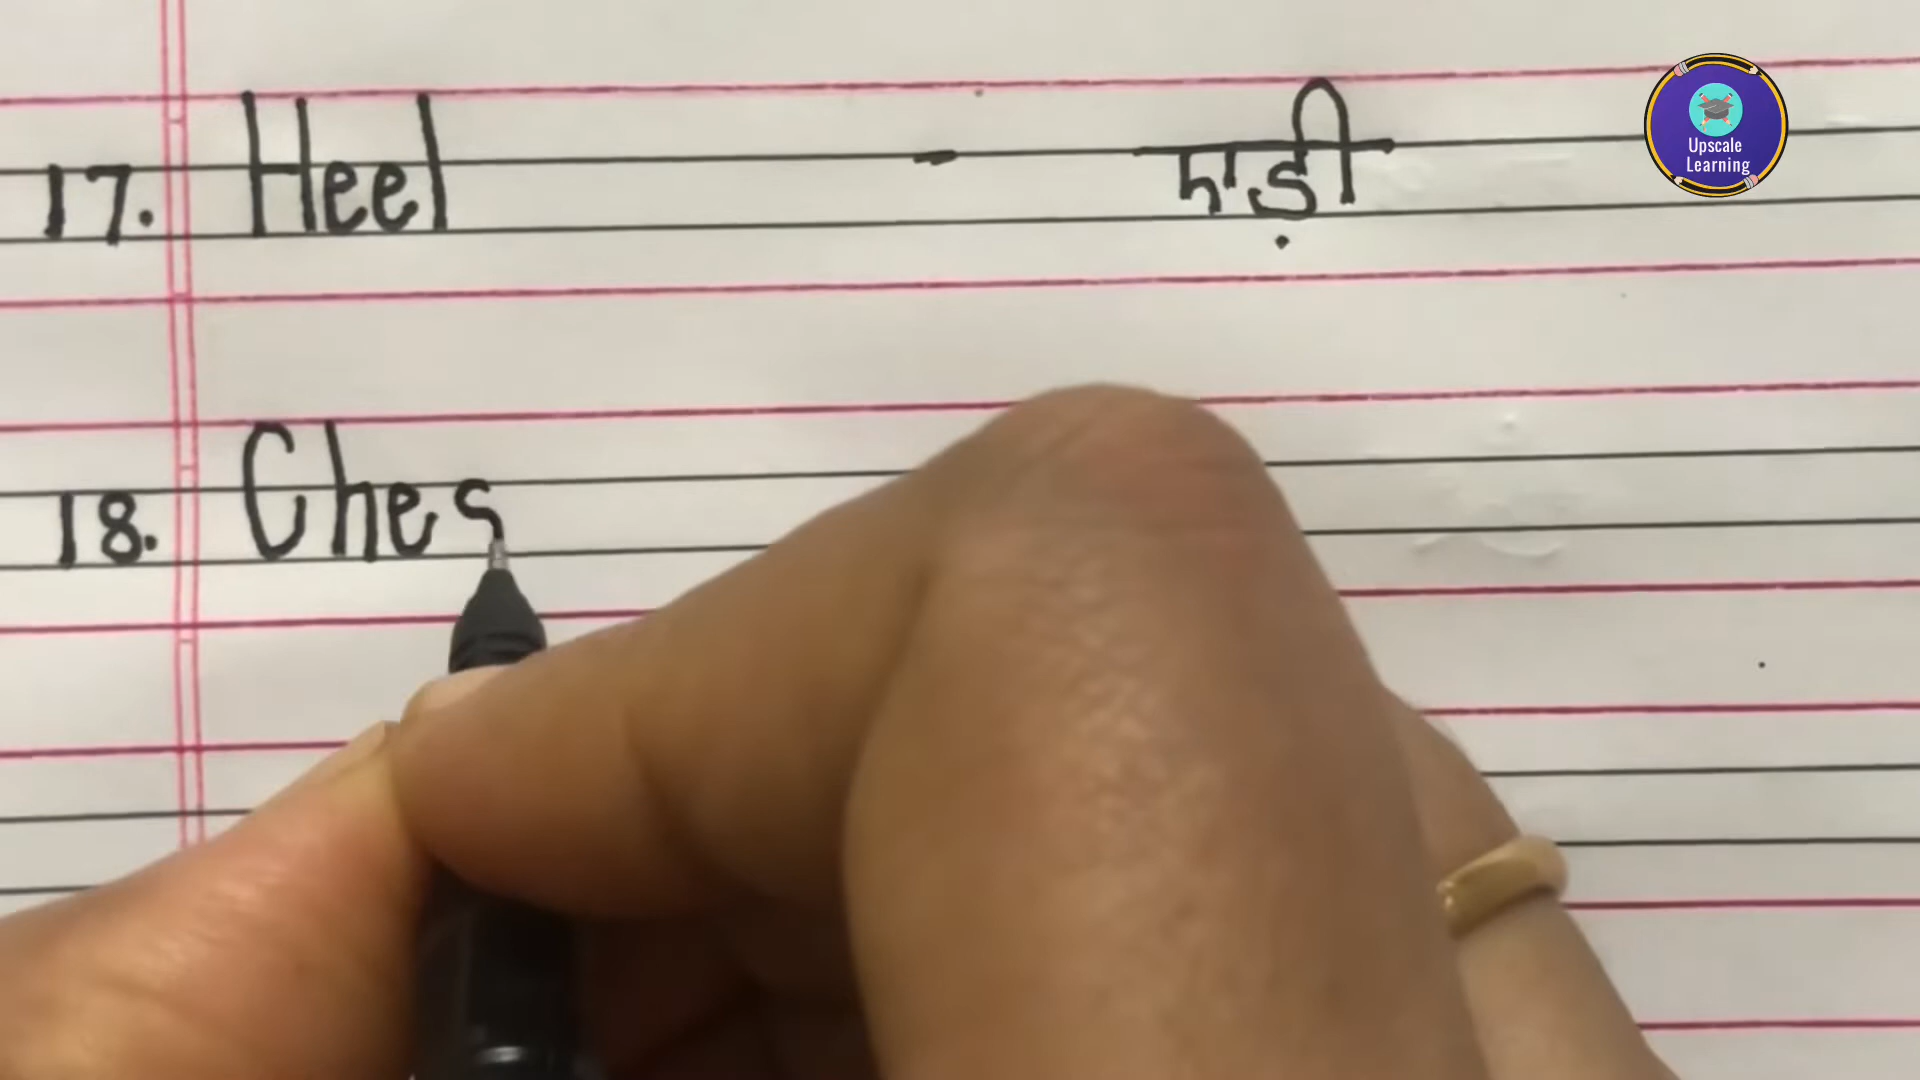 17. Heel - एड़ी
18. Ches
Upscale
Learning